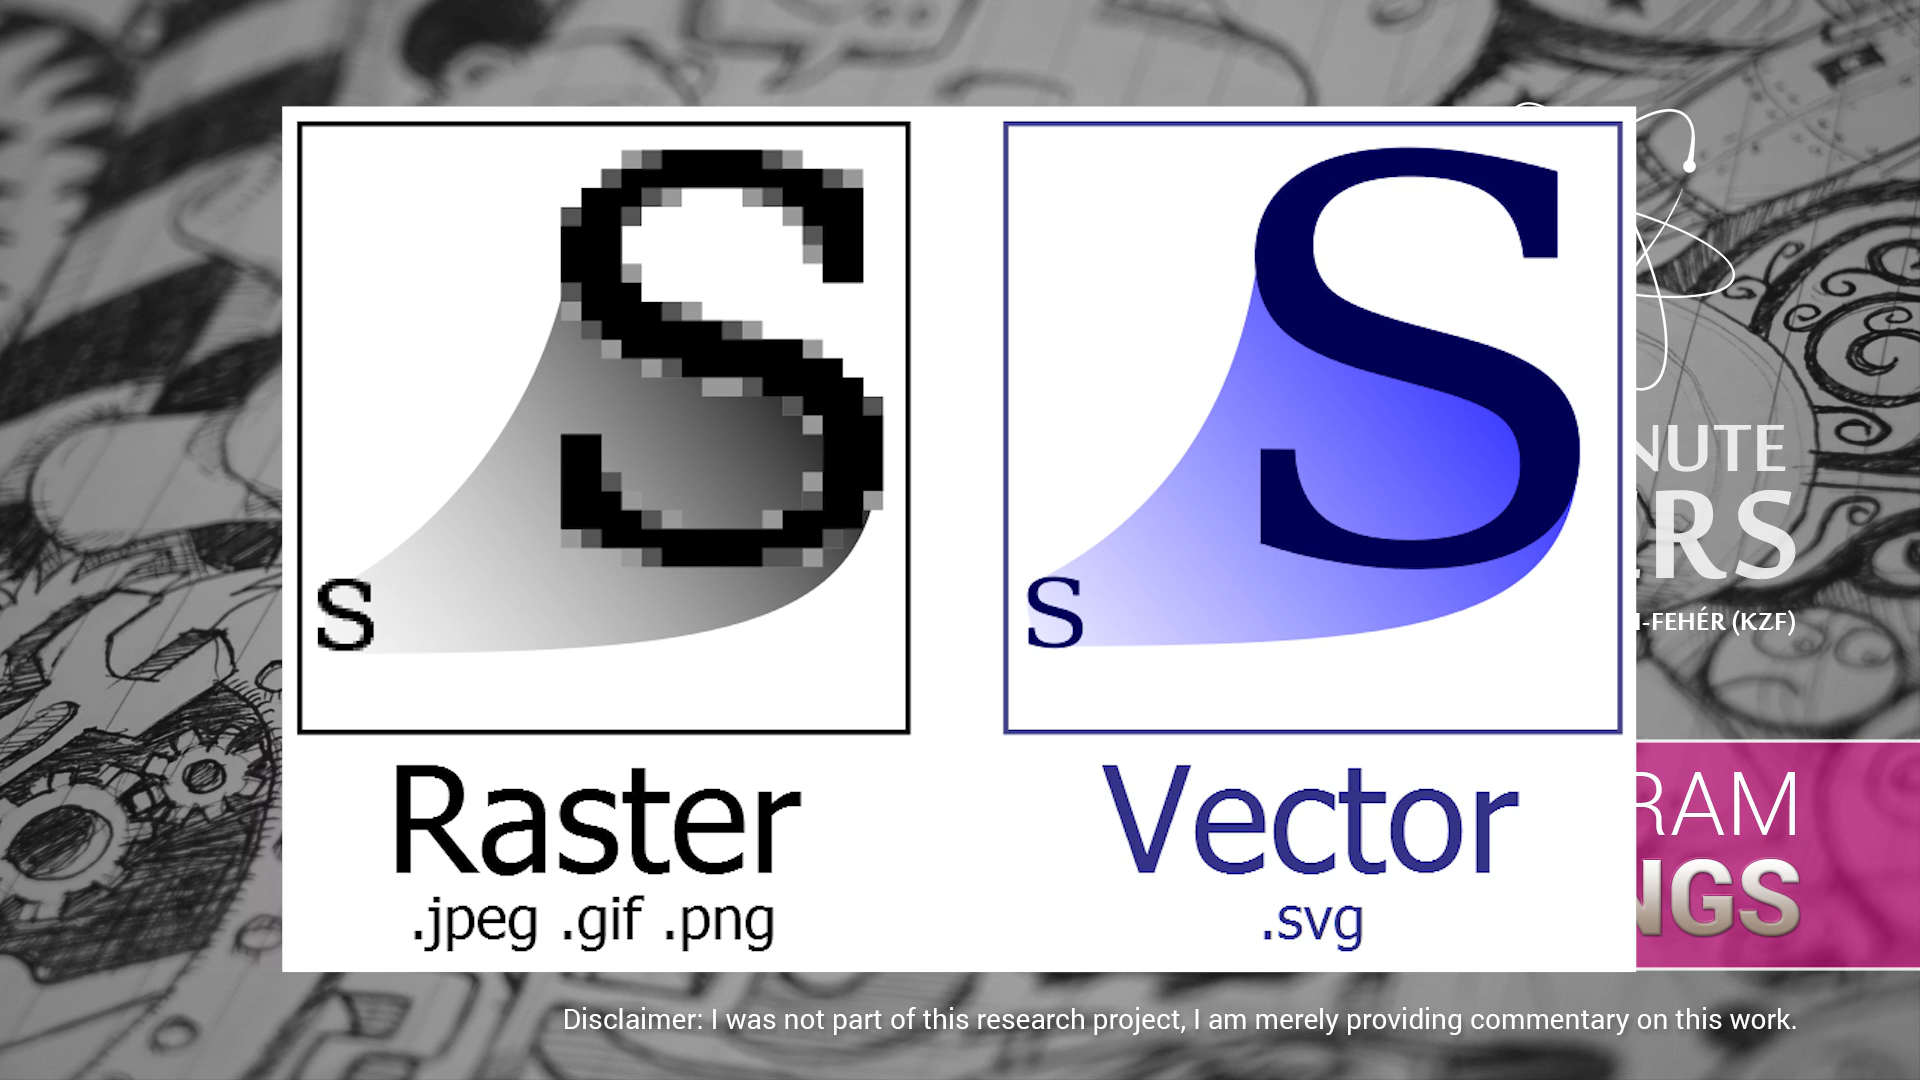 S
S
Raster
.jpeg .gif .png
S
S
Vector
.svg
NUTE
ERS
-FEHÉR (KZF)
RAM
NGS
Disclaimer: I was not part of this research project, I am merely providing commentary on this work.